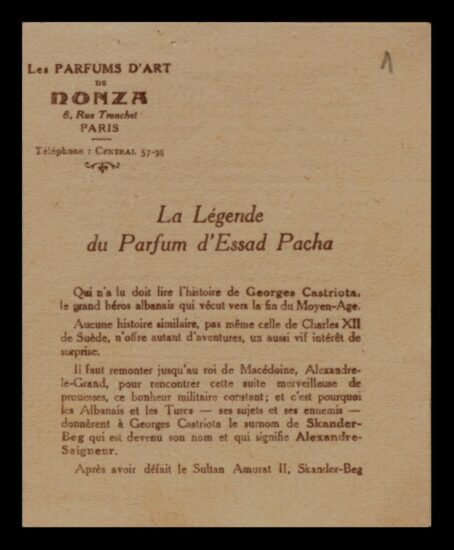 1
Les PARFUMS D'ART
DE
NONZA
8, Rue Tronchet
PARIS
Téléphone : CENTRAL 37-95
La Légende
du Parfum d'Essad Pacha
Qui n'a lu doit lire l'histoire de Georges Castriota,
le grand héros albanais qui vécut vers la fin du Moyen-Age.
Aucune histoire similaire, pas même celle de Charles XII
de Suède, n'offre autant d'aventures, un aussi vif intérêt de
surprise.
Il faut remonter jusqu'au roi de Macédoine, Alexandre-
le-Grand, pour rencontrer cette suite merveilleuse de
prouesses, ce bonheur militaire constant; et c'est pourquoi
les Albanais et les Turcs — ses sujets et ses ennemis —
donnèrent à Georges Castriota le surnom de Skander-
Beg qui est devenu son nom et qui signifie Alexandre-
Seigneur.
Après avoir défait le Sultan Amurat II, Skander-Beg